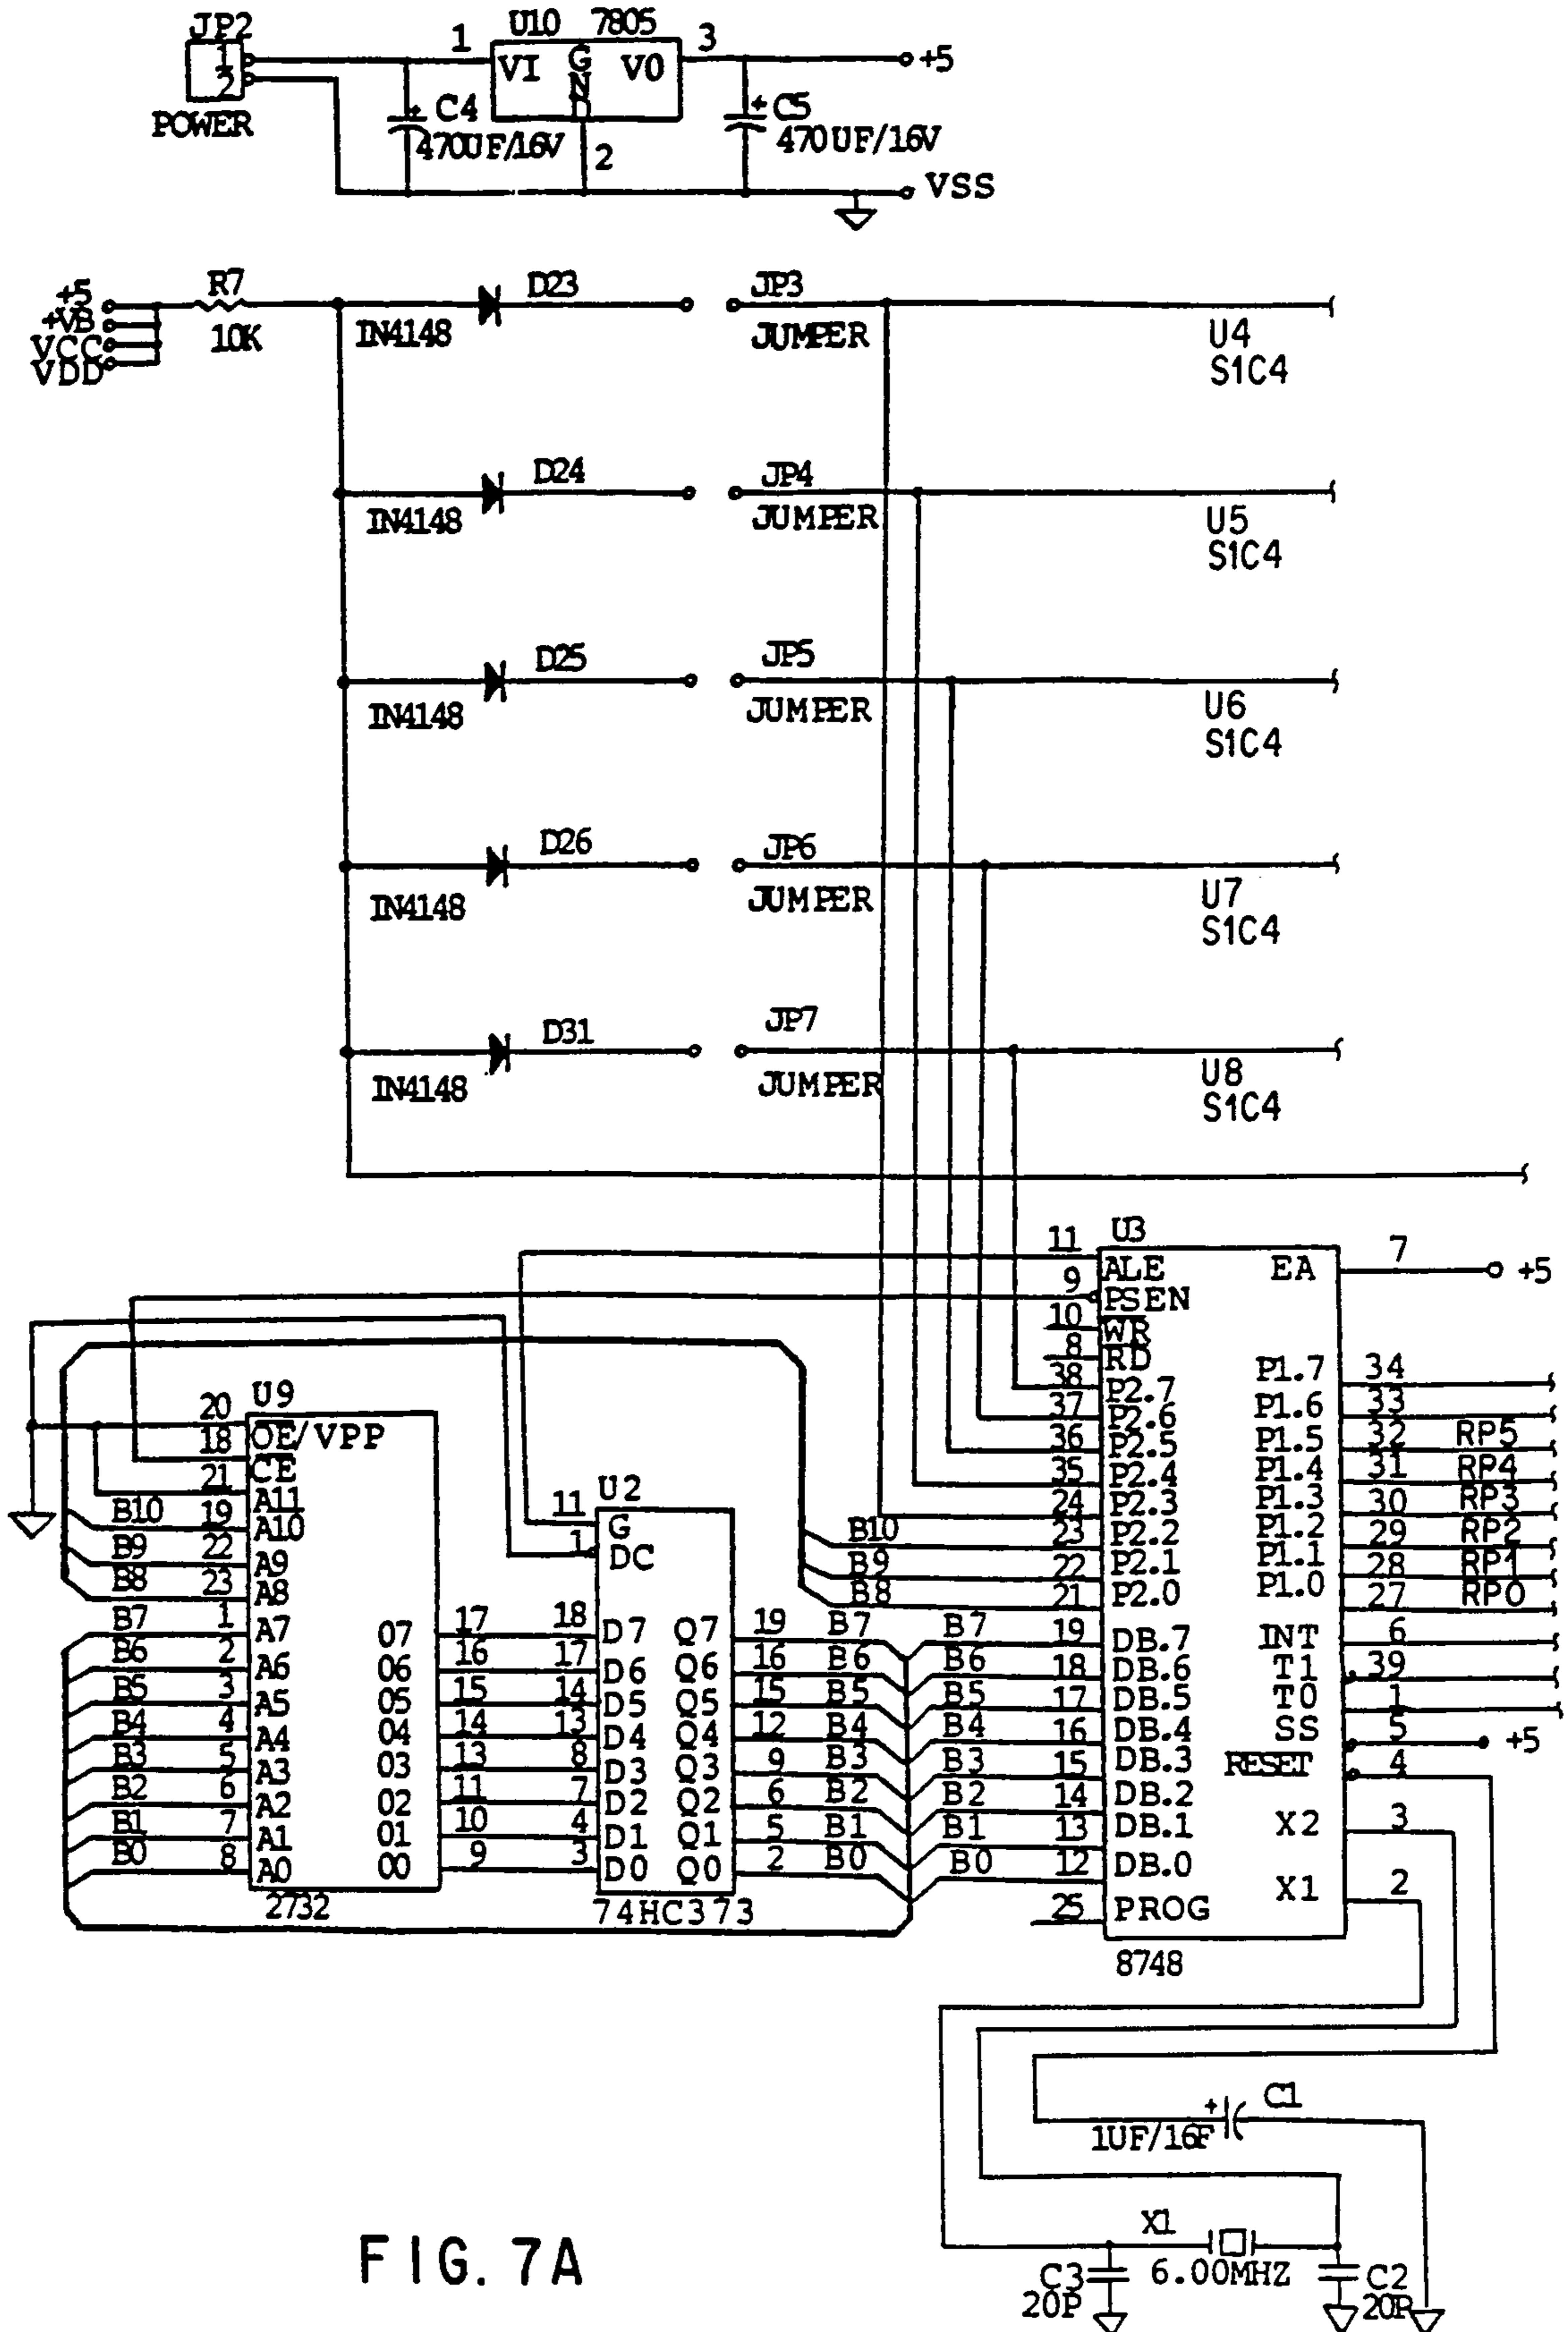 JP2
1
2
POWER
1
U10 7805
VI GND VO
3
+5
C4
470UF/16V
2
+ C5
470UF/16V
VSS
+5
+VB
VCC
VDD
R7
10K
IN4148
D23
JP3
JUMPER
U4
S1C4
IN4148
D24
JP4
JUMPER
U5
S1C4
IN4148
D25
JP5
JUMPER
U6
S1C4
IN4148
D26
JP6
JUMPER
U7
S1C4
IN4148
D31
JP7
JUMPER
U8
S1C4
U9
20 OE/VPP
18 CE
21 A11
B10 19 A10
B9 22 A9
B8 23 A8
B7 1 A7
B6 2 A6
B5 3 A5
B4 4 A4
B3 5 A3
B2 6 A2
B1 7 A1
B0 8 A0
O7 17
O6 16
O5 15
O4 14
O3 13
O2 11
O1 10
O0 9
2732
U2
11 G
1 DC
18 D7 Q7 19 B7
17 D6 Q6 16 B6
14 D5 Q5 15 B5
13 D4 Q4 12 B4
8 D3 Q3 9 B3
7 D2 Q2 6 B2
4 D1 Q1 5 B1
3 D0 Q0 2 B0
74HC373
U3
11 ALE
9 PSEN
10 WR
8 RD
38 P2.7
37 P2.6
36 P2.5
35 P2.4
24 P2.3
B10 23 P2.2
B9 22 P2.1
B8 21 P2.0
B7 19 DB.7
B6 18 DB.6
B5 17 DB.5
B4 16 DB.4
B3 15 DB.3
B2 14 DB.2
B1 13 DB.1
B0 12 DB.0
25 PROG
EA 7 +5
P1.7 34
P1.6 33
P1.5 32 RP5
P1.4 31 RP4
P1.3 30 RP3
P1.2 29 RP2
P1.1 28 RP1
P1.0 27 RP0
INT 6
T1 39
T0 1
SS 5 +5
RESET 4
X2 3
X1 2
8748
+ C1
1UF/16F
X1
6.00MHZ
C3
20P
C2
20P
FIG. 7A